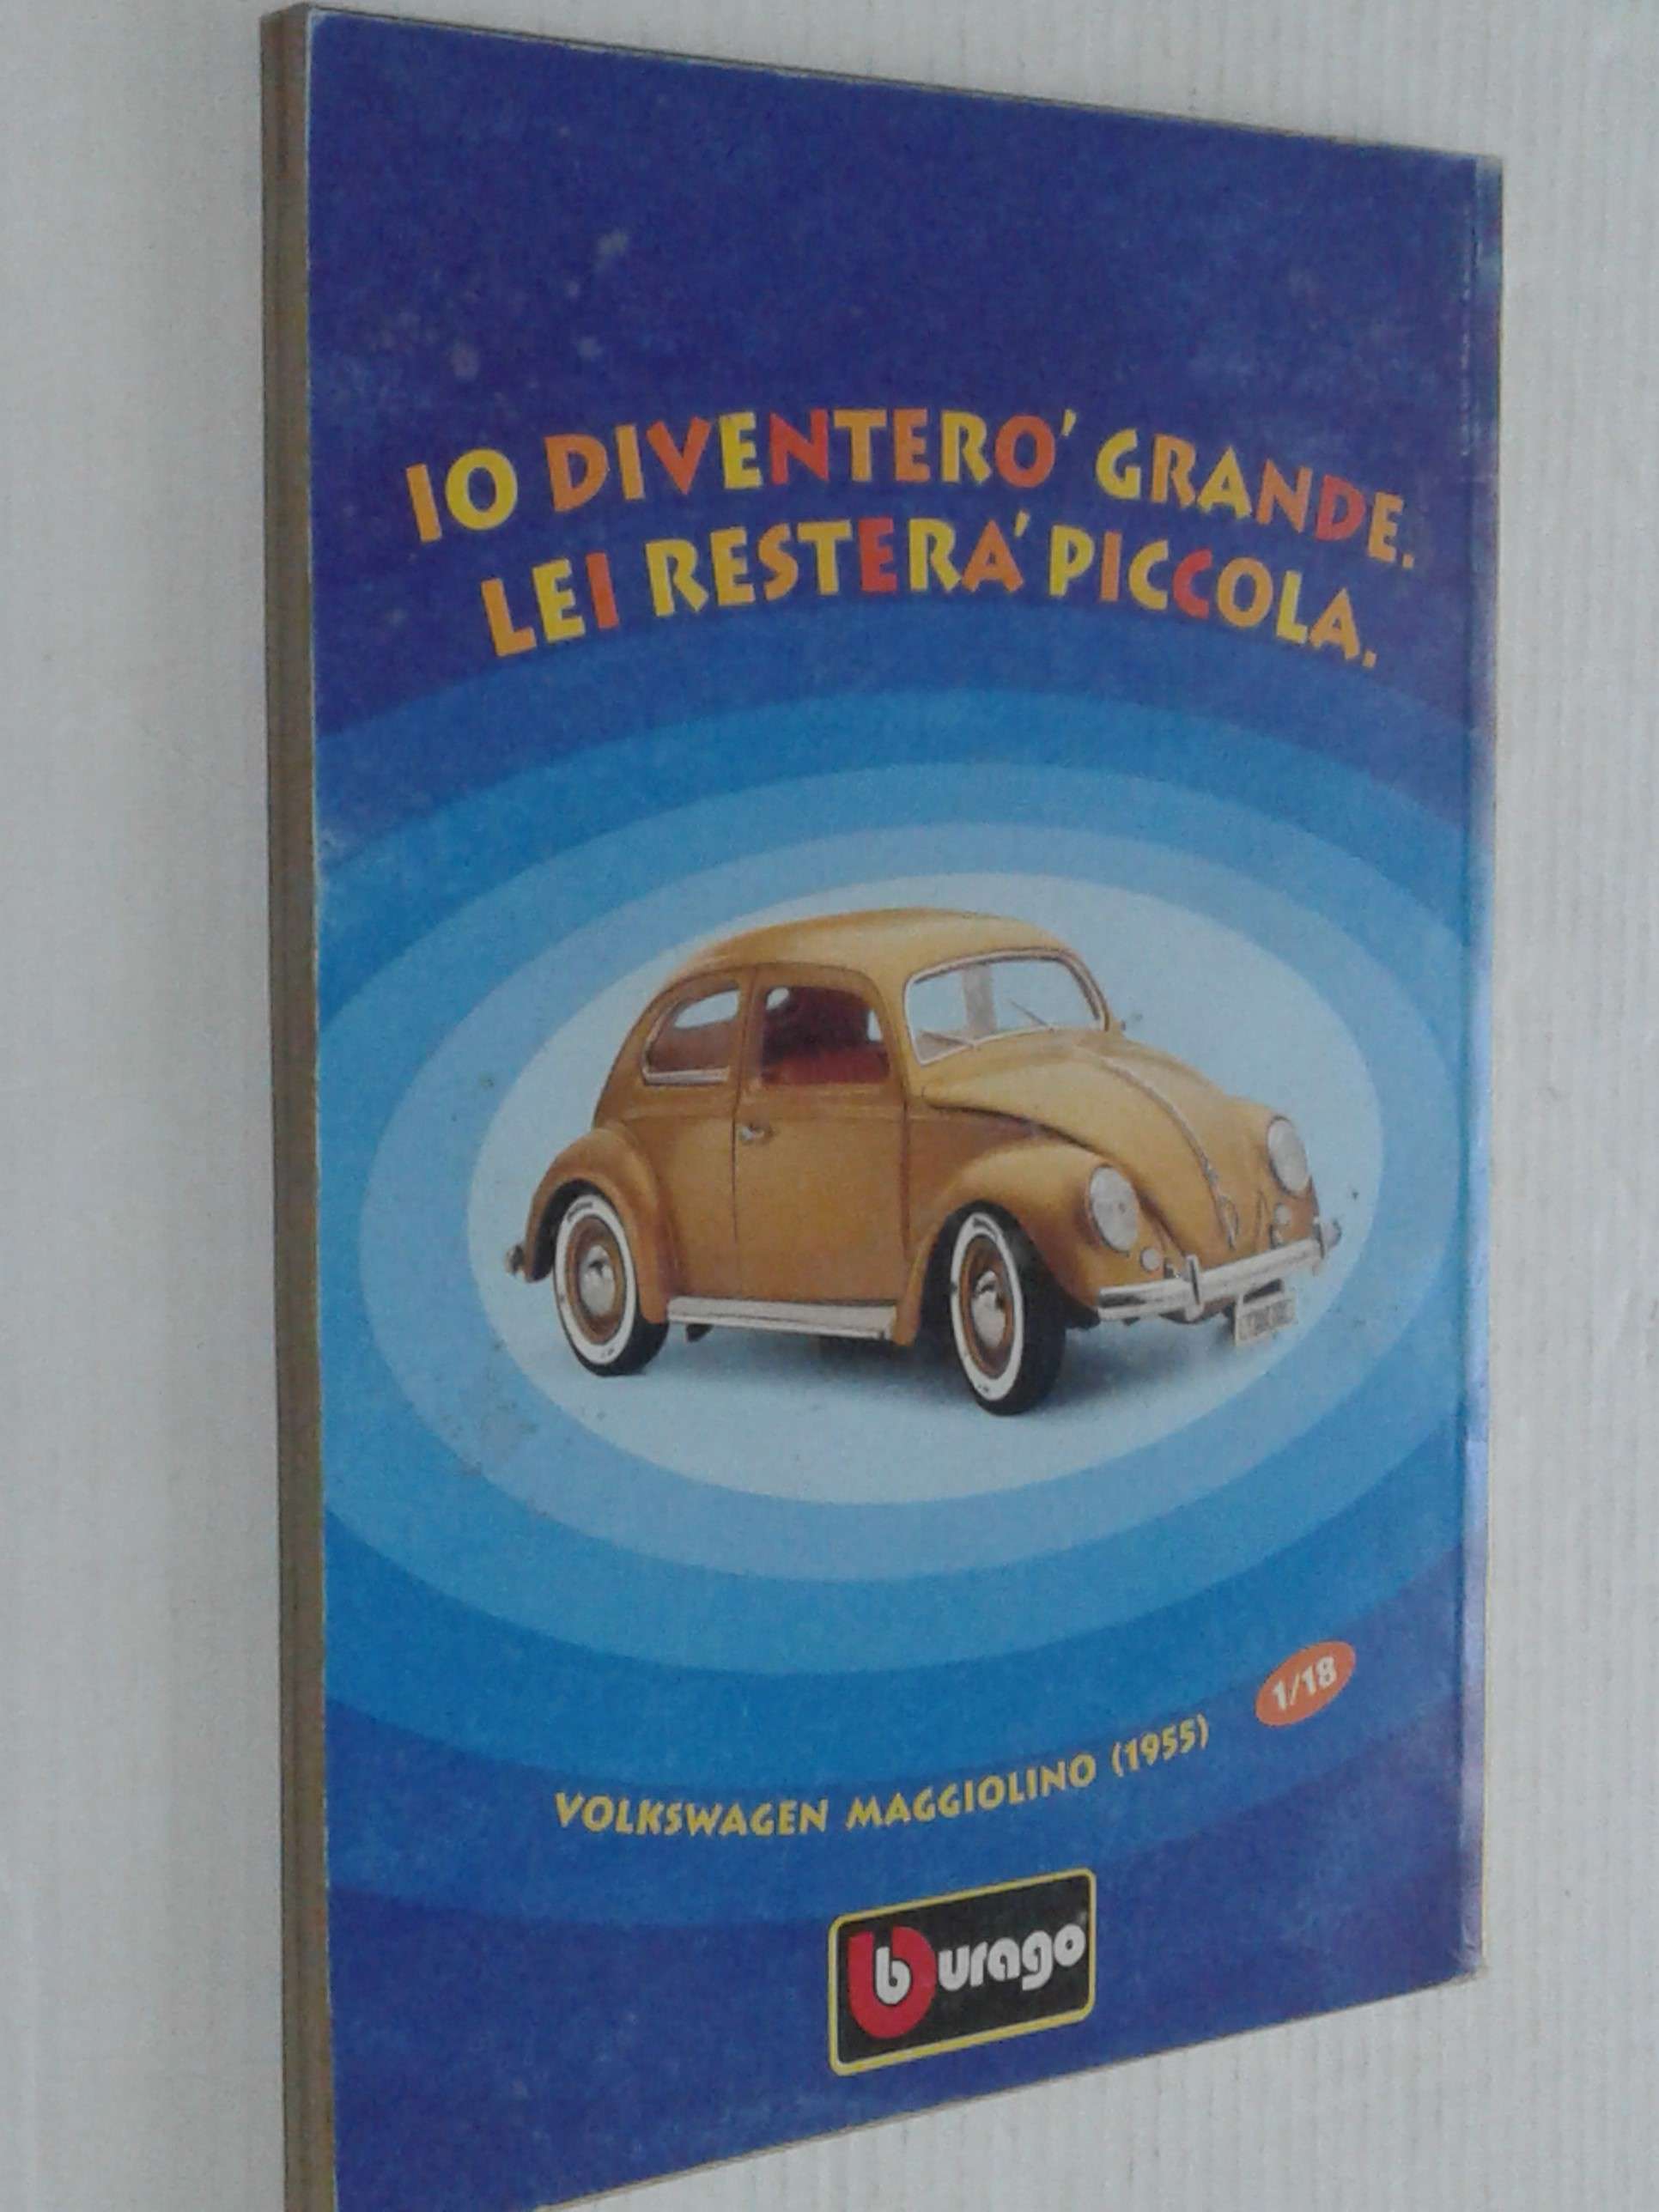 IO DIVENTERO' GRANDE.
LEI RESTERA' PICCOLA.
1/18
VOLKSWAGEN MAGGIOLINO (1955)
burago